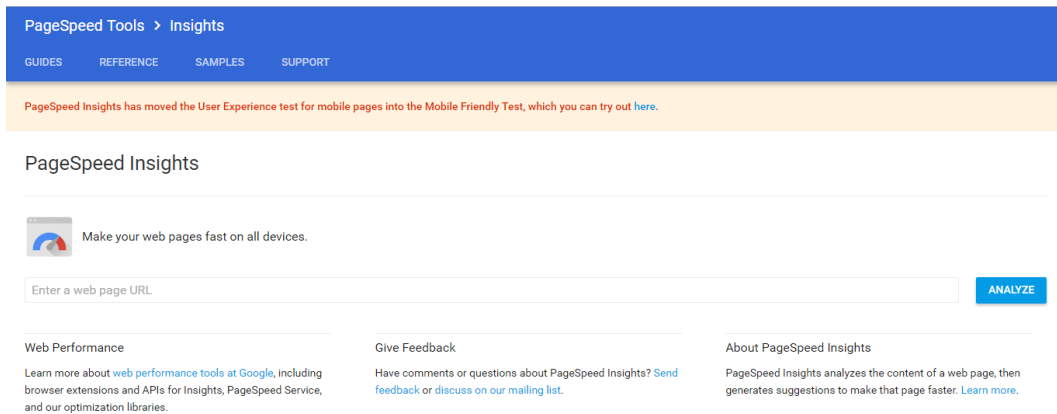 PageSpeed Tools > Insights
GUIDES REFERENCE SAMPLES SUPPORT
PageSpeed Insights has moved the User Experience test for mobile pages into the Mobile Friendly Test, which you can try out here.
PageSpeed Insights
Make your web pages fast on all devices.
Enter a web page URL
ANALYZE
Web Performance
Learn more about web performance tools at Google, including
browser extensions and APIs for Insights, PageSpeed Service,
and our optimization libraries.
Give Feedback
Have comments or questions about PageSpeed Insights? Send
feedback or discuss on our mailing list.
About PageSpeed Insights
PageSpeed Insights analyzes the content of a web page, then
generates suggestions to make that page faster. Learn more.